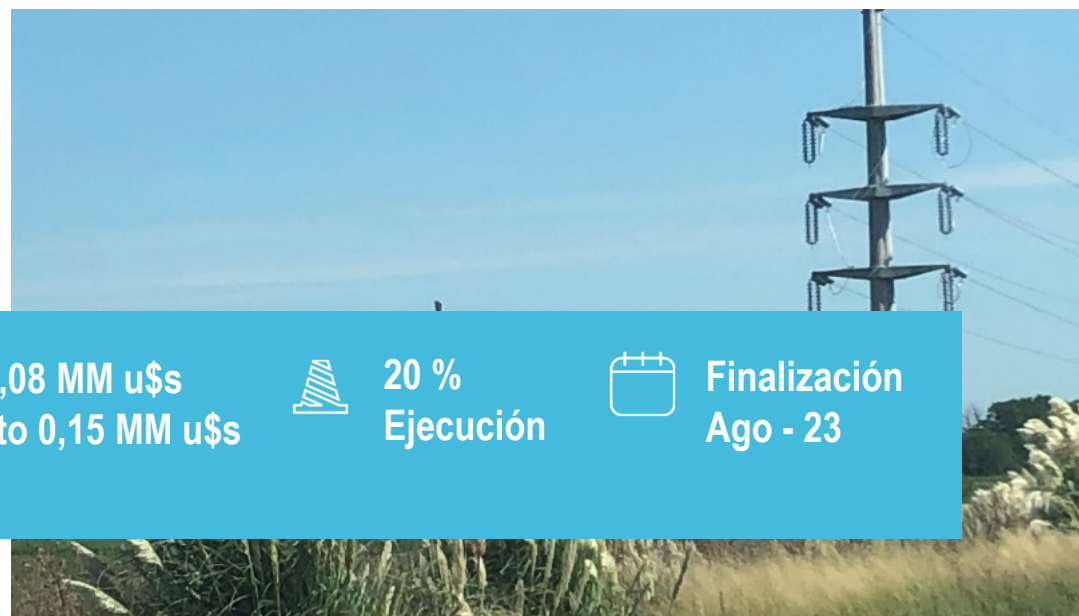 ,08 MM u$s
to 0,15 MM u$s
20 %
Ejecución
Finalización
Ago - 23